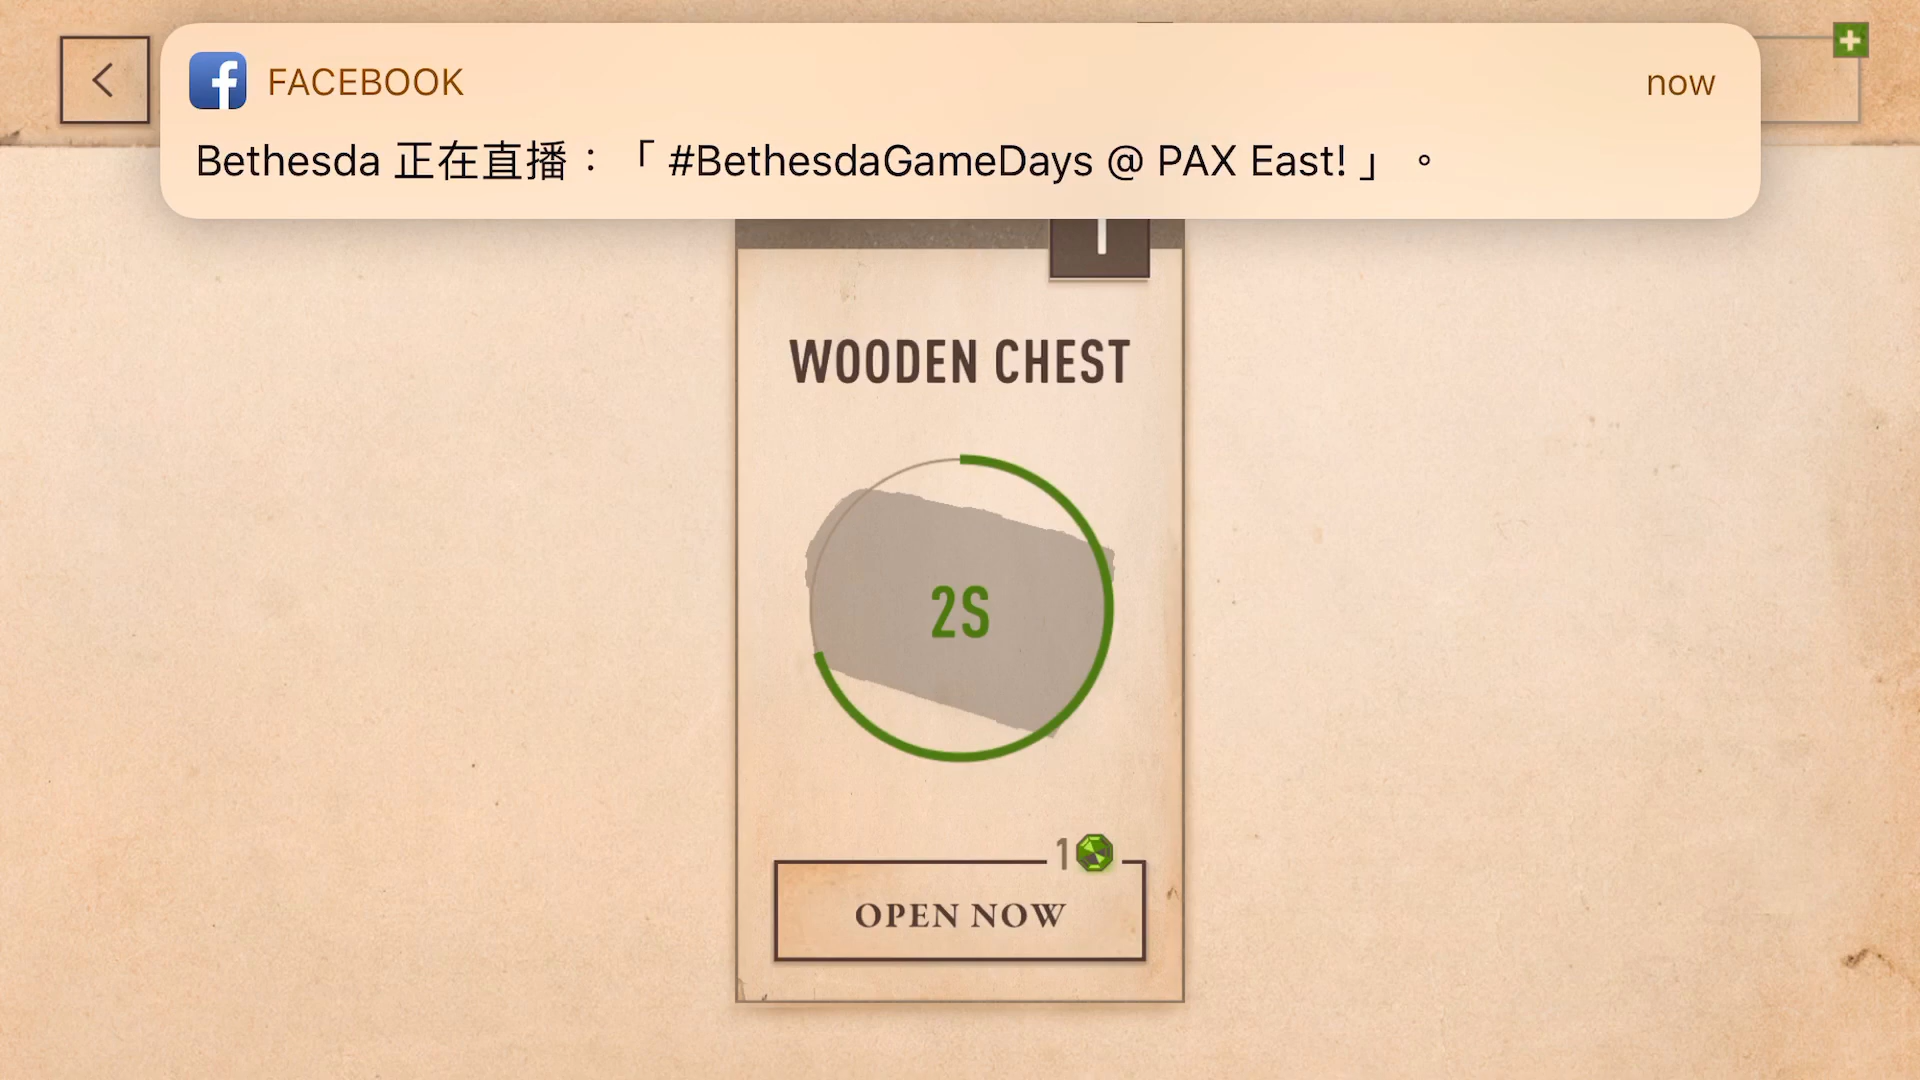 FACEBOOK
now
Bethesda 正在直播：「 #BethesdaGameDays @ PAX East! 」。
WOODEN CHEST
2S
1
OPEN NOW